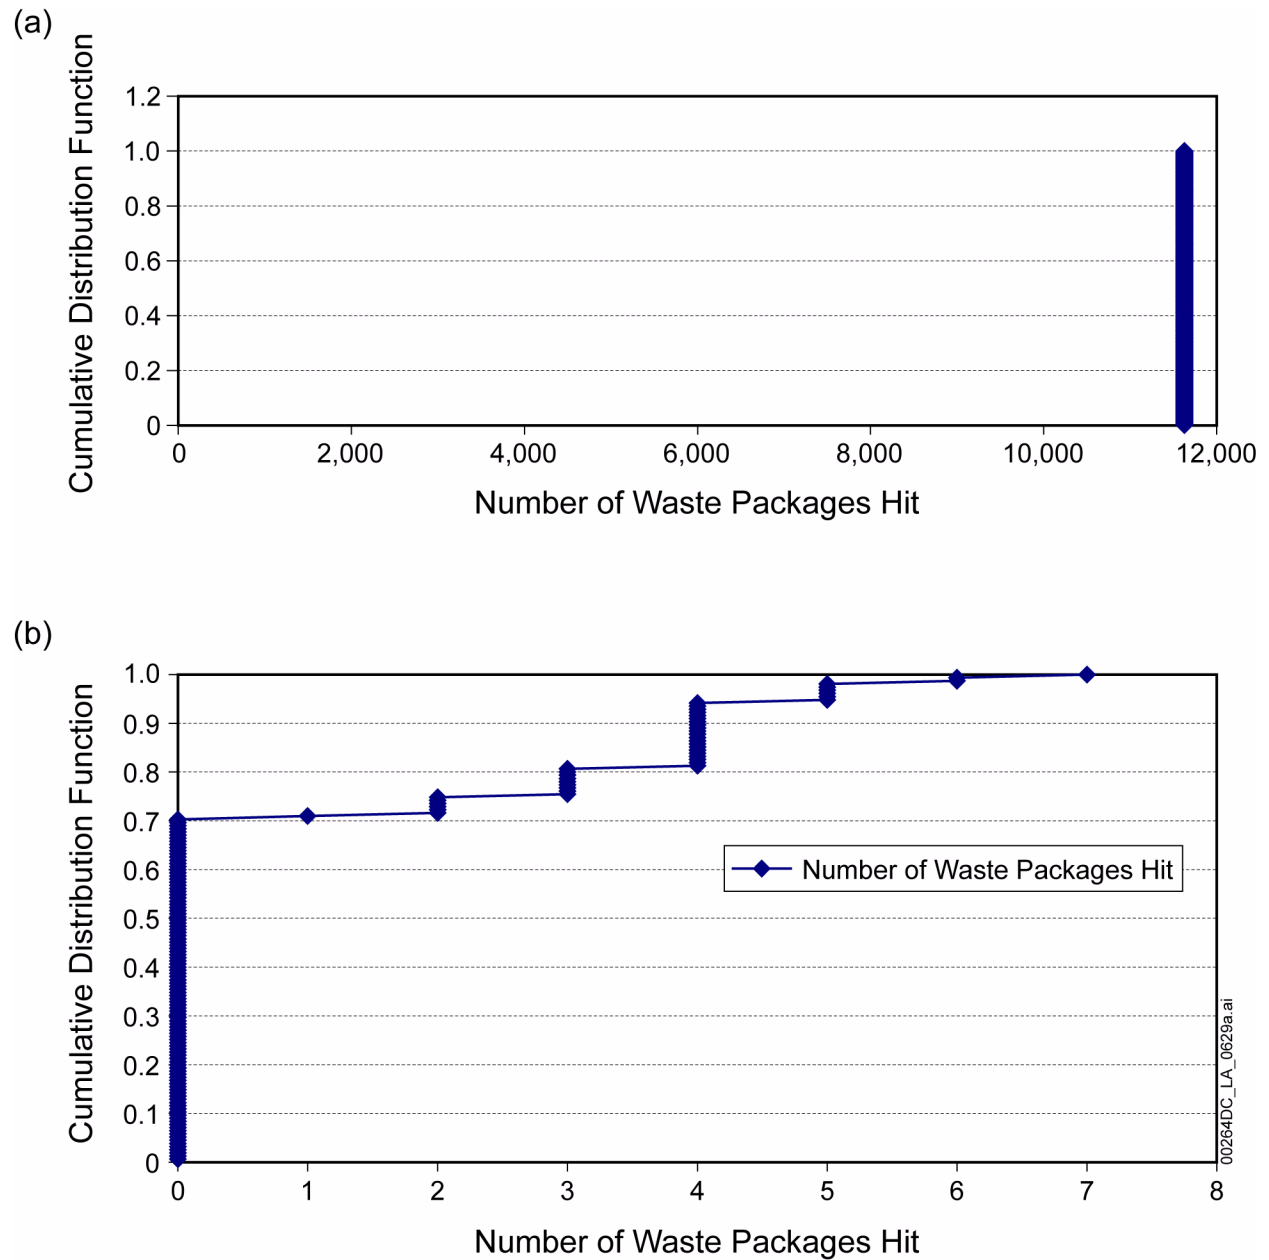 (a)
Cumulative Distribution Function
1.2
1.0
0.8
0.6
0.4
0.2
0
0 2,000 4,000 6,000 8,000 10,000 12,000
Number of Waste Packages Hit
(b)
Cumulative Distribution Function
1.0
0.9
0.8
0.7
0.6
0.5
0.4
0.3
0.2
0.1
0
Number of Waste Packages Hit
0 1 2 3 4 5 6 7 8
Number of Waste Packages Hit
00264DC_LA_0629a.ai